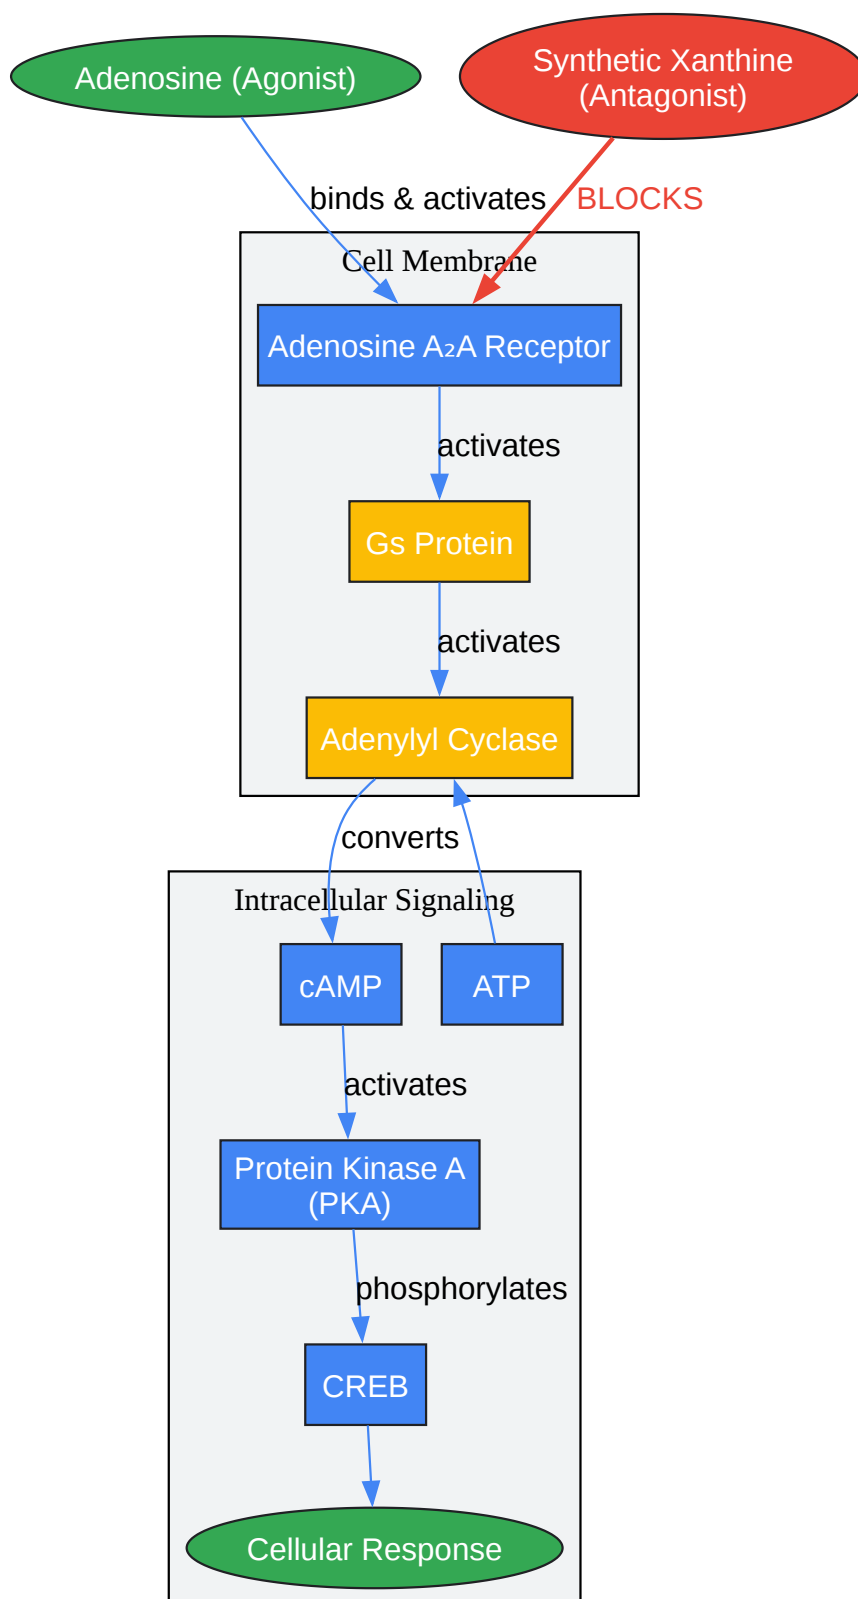 Adenosine (Agonist)
Synthetic Xanthine
(Antagonist)
binds & activates
BLOCKS
Cell Membrane
Adenosine A₂A Receptor
activates
Gs Protein
activates
Adenylyl Cyclase
converts
Intracellular Signaling
cAMP
ATP
activates
Protein Kinase A
(PKA)
phosphorylates
CREB
Cellular Response